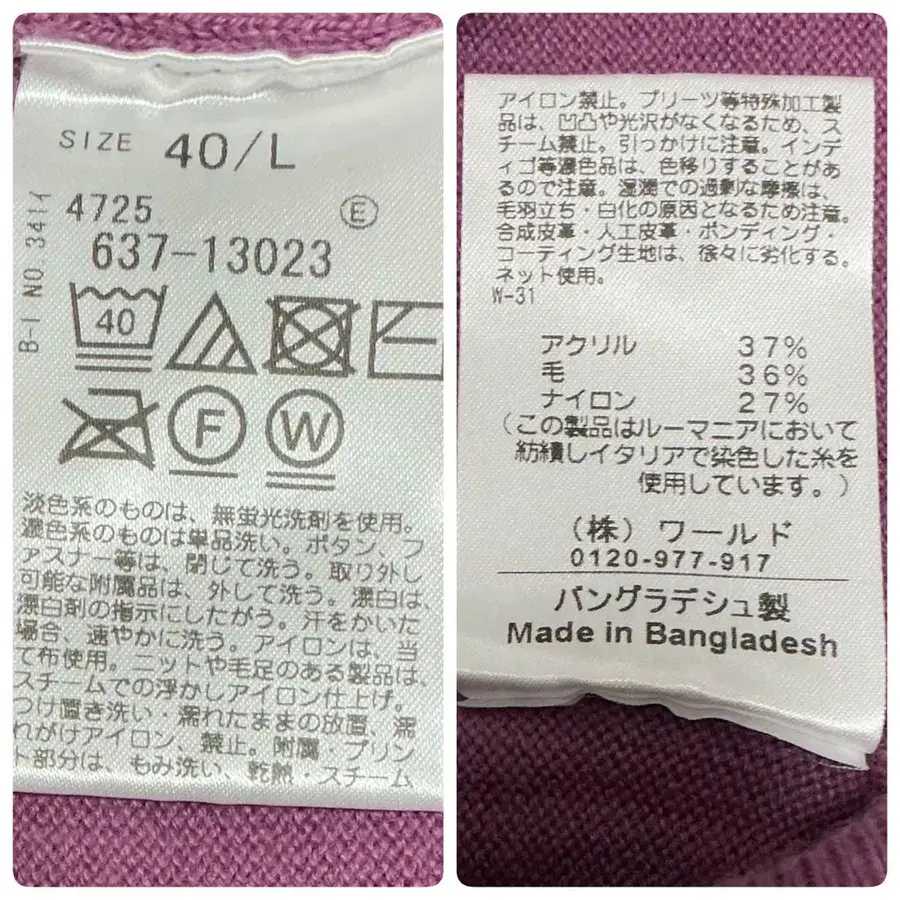 SIZE 40/L
4725 Ⓔ
637-13023
B-I NO.341イ
40
F W
淡色系のものは、無蛍光洗剤を使用。
濃色系のものは単品洗い。ボタン、フ
ァスナー等は、閉じて洗う。取り外し
可能な附属品は、外して洗う。漂白は、
漂白剤の指示にしたがう。汗をかいた
場合、速やかに洗う。アイロンは、当
て布使用。ニットや毛足のある製品は、
スチームでの浮かしアイロン仕上げ。
つけ置き洗い・濡れたままの放置、濡
れがけアイロン、禁止。附属・プリン
ト部分は、もみ洗い、乾熱・スチーム
アイロン禁止。プリーツ等特殊加工製
品は、凹凸や光沢がなくなるため、ス
チーム禁止。引っかけに注意。インデ
ィゴ等濃色品は、色移りすることがあ
るので注意。湿潤での過剰な摩擦は、
毛羽立ち・白化の原因となるため注意。
合成皮革・人工皮革・ボンディング・
コーティング生地は、徐々に劣化する。
ネット使用。
W-31
アクリル 37%
毛 36%
ナイロン 27%
(この製品はルーマニアにおいて
紡績しイタリアで染色した糸を
使用しています。)
(株)ワールド
0120-977-917
バングラデシュ製
Made in Bangladesh